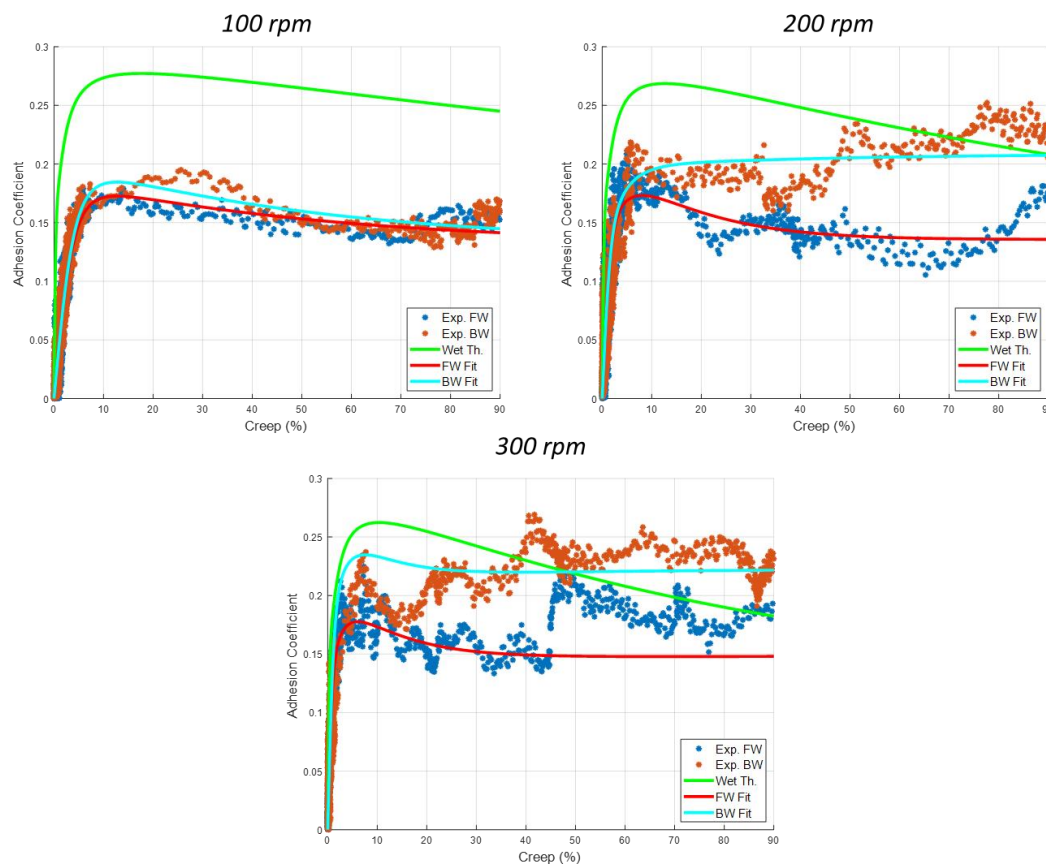 100 rpm
Adhesion Coefficient
0.3
0.25
0.2
0.15
0.1
0.05
0
0 10 20 30 40 50 60 70 80 90
Creep (%)
Exp. FW
Exp. BW
Wet Th.
FW Fit
BW Fit
200 rpm
Adhesion Coefficient
0.3
0.25
0.2
0.15
0.1
0.05
0
0 10 20 30 40 50 60 70 80 90
Creep (%)
Exp. FW
Exp. BW
Wet Th.
FW Fit
BW Fit
300 rpm
Adhesion Coefficient
0.3
0.25
0.2
0.15
0.1
0.05
0
0 10 20 30 40 50 60 70 80 90
Creep (%)
Exp. FW
Exp. BW
Wet Th.
FW Fit
BW Fit